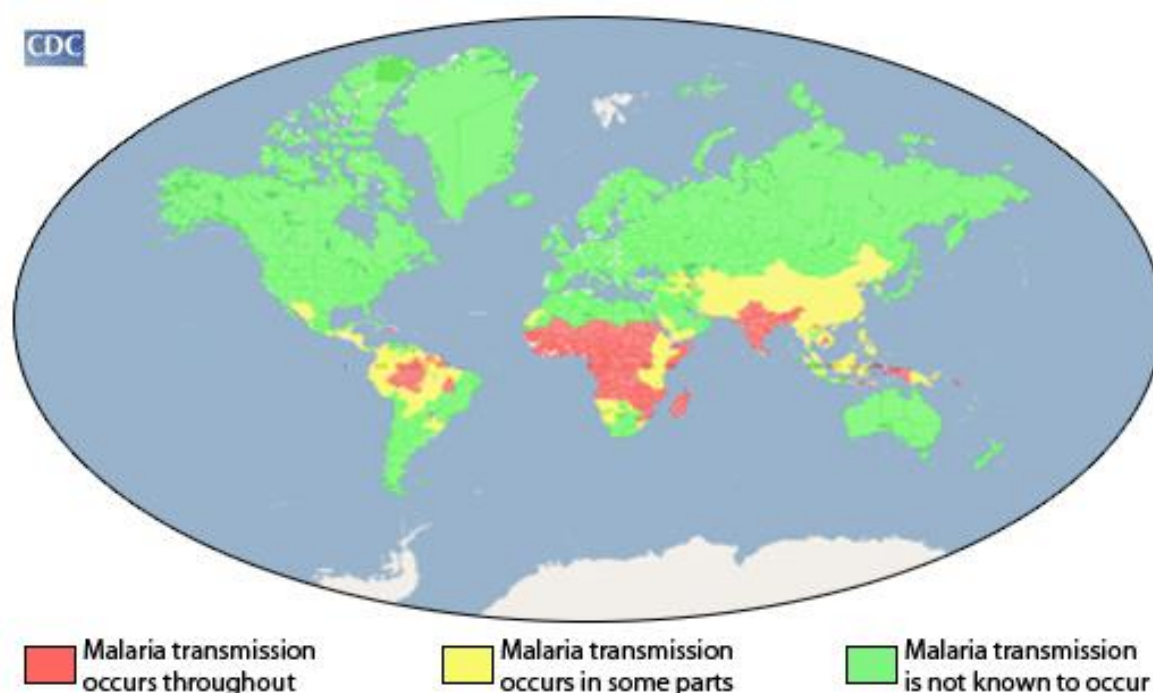 CDC
Malaria transmission
occurs throughout
Malaria transmission
occurs in some parts
Malaria transmission
is not known to occur